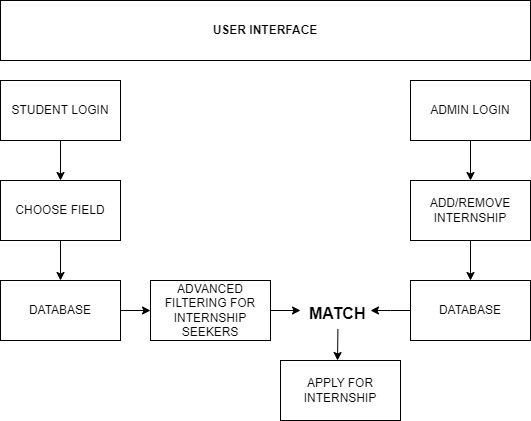 USER INTERFACE
STUDENT LOGIN
ADMIN LOGIN
CHOOSE FIELD
ADD/REMOVE
INTERNSHIP
DATABASE
ADVANCED
FILTERING FOR
INTERNSHIP
SEEKERS
MATCH
DATABASE
APPLY FOR
INTERNSHIP